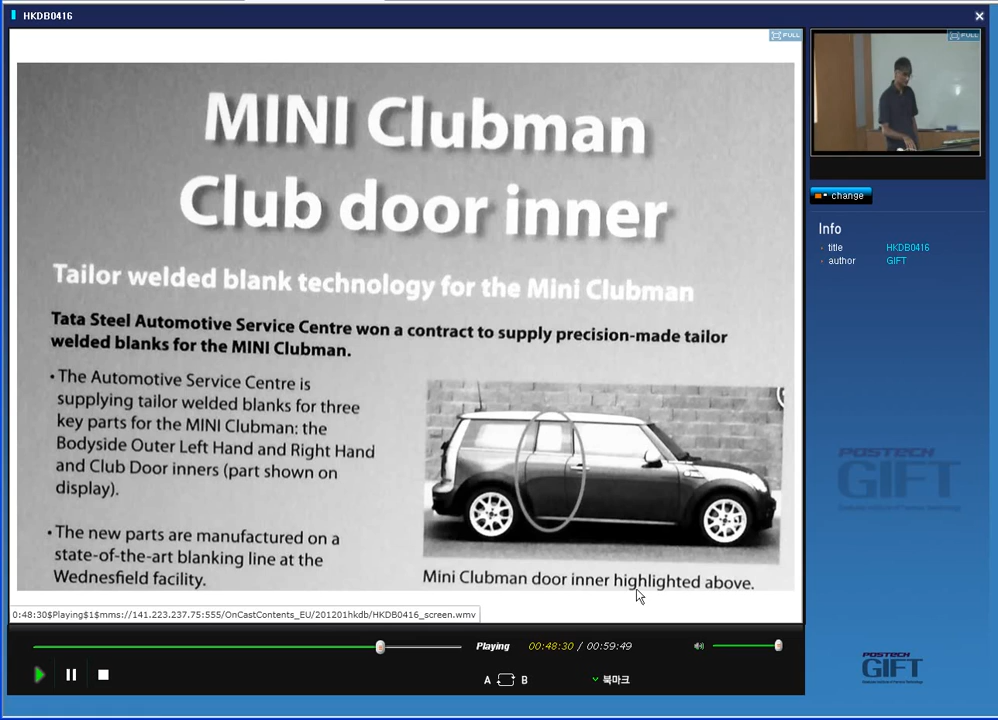 HKDB0416
FULL
FULL
MINI Clubman
Club door inner
Tailor welded blank technology for the Mini Clubman
Tata Steel Automotive Service Centre won a contract to supply precision-made tailor
welded blanks for the MINI Clubman.
• The Automotive Service Centre is
supplying tailor welded blanks for three
key parts for the MINI Clubman: the
Bodyside Outer Left Hand and Right Hand
and Club Door inners (part shown on
display).
• The new parts are manufactured on a
state-of-the-art blanking line at the
Wednesfield facility.
Mini Clubman door inner highlighted above.
change
Info
title HKDB0416
author GIFT
POSTECH
GIFT
0:48:30$Playing$1$mms://141.223.237.75:555/OnCastContents_EU/201201hkdb/HKDB0416_screen.wmv
Playing 00:48:30 / 00:59:49
A B
북마크
POSTECH
GIFT